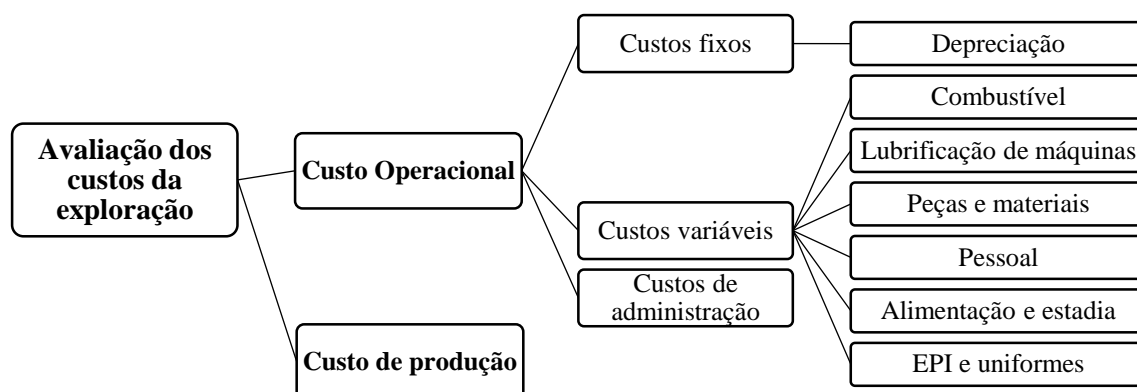 Avaliação dos
custos da
exploração
Custo Operacional
Custos fixos
Depreciação
Custos variáveis
Combustível
Lubrificação de máquinas
Peças e materiais
Pessoal
Alimentação e estadia
EPI e uniformes
Custos de
administração
Custo de produção